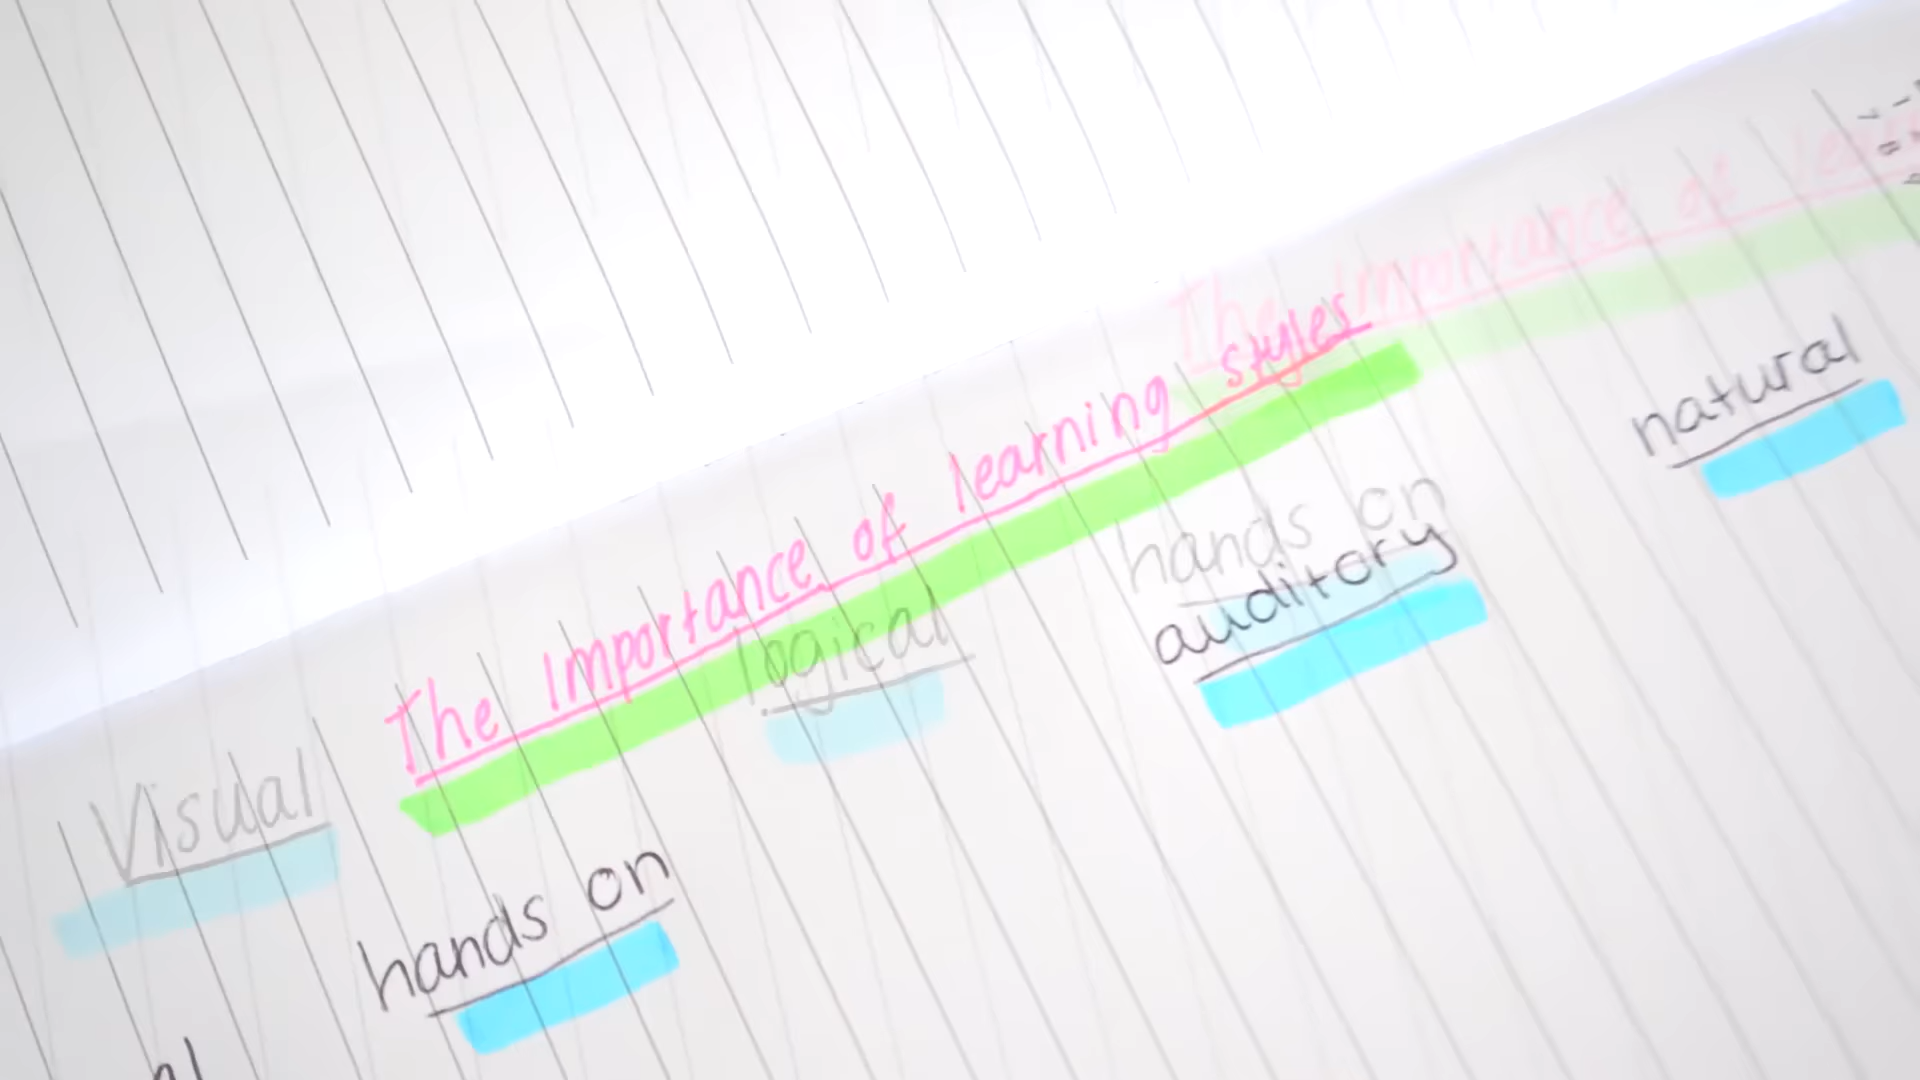 The Importance of learning styles
The Importance of
natural
hands on
auditory
logical
Visual
hands on